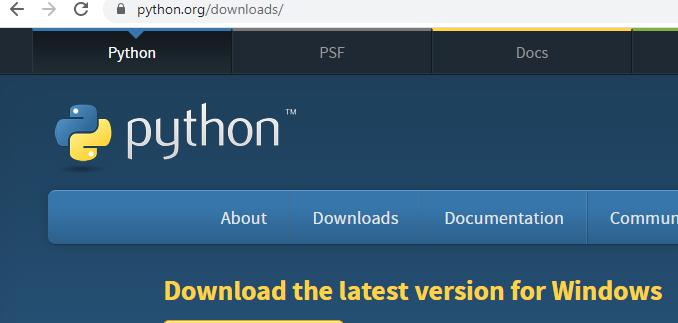 python.org/downloads/
Python PSF Docs
python™
About Downloads Documentation Commun
Download the latest version for Windows